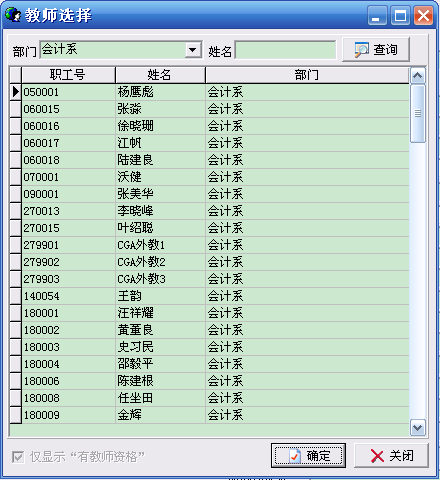 教师选择
部门 会计系 姓名 查询
职工号 姓名 部门
050001 杨鹰彪 会计系
060015 张淼 会计系
060016 徐晓珊 会计系
060017 江帆 会计系
060018 陆建良 会计系
070001 沃健 会计系
090001 张美华 会计系
270013 李晓峰 会计系
270015 叶绍聪 会计系
279901 CGA外教1 会计系
279902 CGA外教2 会计系
279903 CGA外教3 会计系
140054 王韵 会计系
180001 汪祥耀 会计系
180002 黄董良 会计系
180003 史习民 会计系
180004 邵毅平 会计系
180006 陈建根 会计系
180008 任坐田 会计系
180009 金辉 会计系
仅显示“有教师资格” 确定 关闭